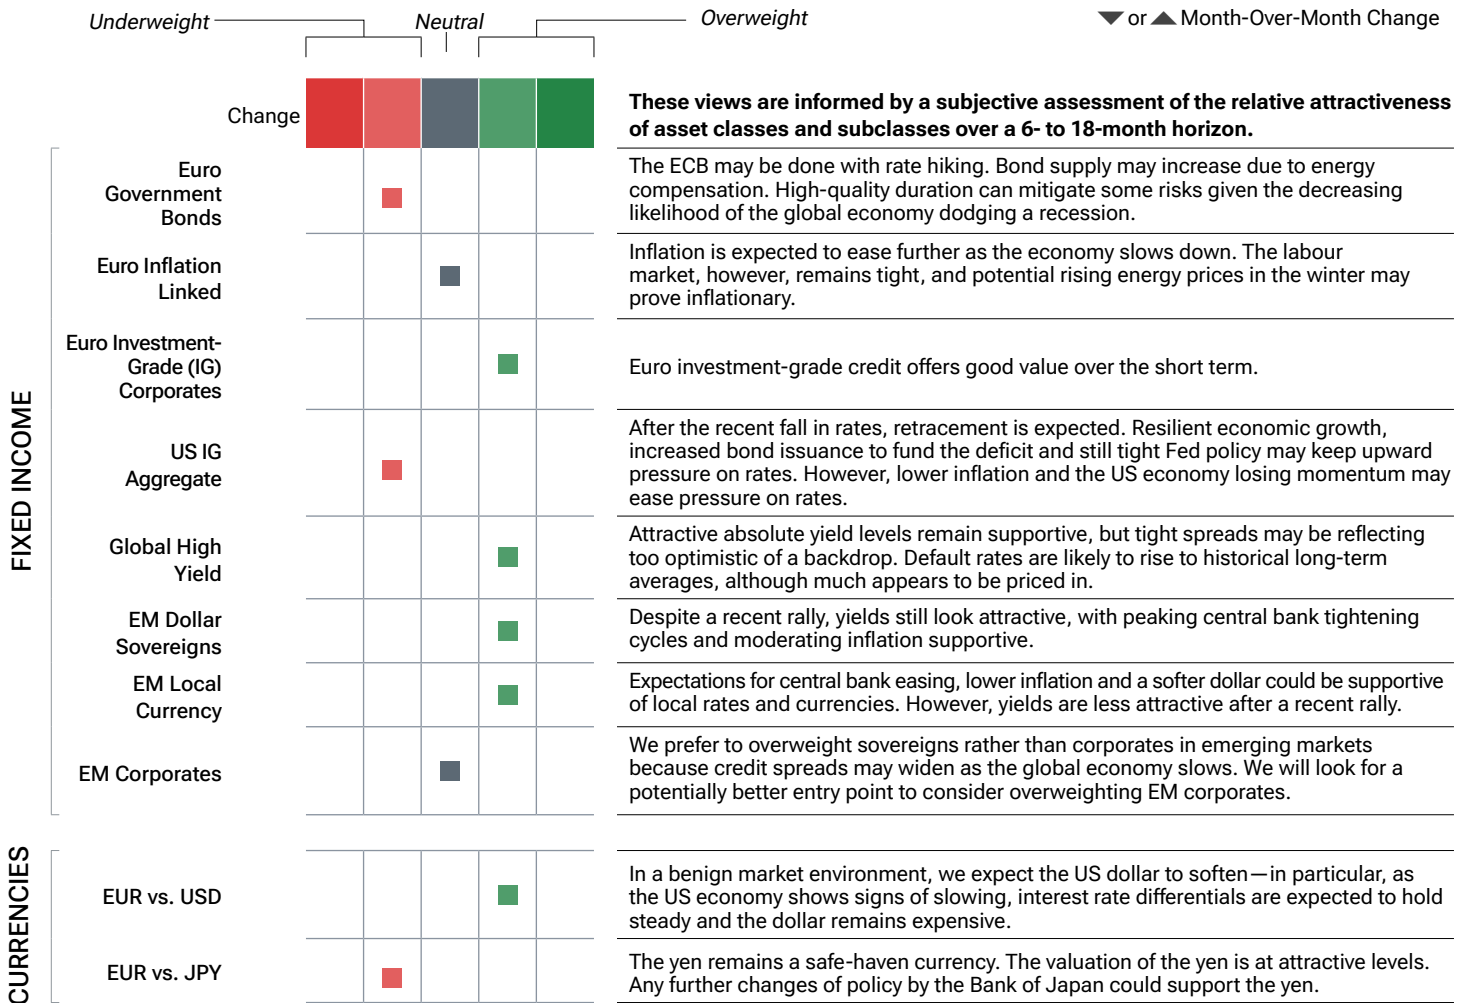 Underweight
Neutral
Overweight
▼ or ▲ Month-Over-Month Change
Change
These views are informed by a subjective assessment of the relative attractiveness
of asset classes and subclasses over a 6- to 18-month horizon.
FIXED INCOME
Euro
Government
Bonds
The ECB may be done with rate hiking. Bond supply may increase due to energy
compensation. High-quality duration can mitigate some risks given the decreasing
likelihood of the global economy dodging a recession.
Euro Inflation
Linked
Inflation is expected to ease further as the economy slows down. The labour
market, however, remains tight, and potential rising energy prices in the winter may
prove inflationary.
Euro Investment-
Grade (IG)
Corporates
Euro investment-grade credit offers good value over the short term.
US IG
Aggregate
After the recent fall in rates, retracement is expected. Resilient economic growth,
increased bond issuance to fund the deficit and still tight Fed policy may keep upward
pressure on rates. However, lower inflation and the US economy losing momentum may
ease pressure on rates.
Global High
Yield
Attractive absolute yield levels remain supportive, but tight spreads may be reflecting
too optimistic of a backdrop. Default rates are likely to rise to historical long-term
averages, although much appears to be priced in.
EM Dollar
Sovereigns
Despite a recent rally, yields still look attractive, with peaking central bank tightening
cycles and moderating inflation supportive.
EM Local
Currency
Expectations for central bank easing, lower inflation and a softer dollar could be supportive
of local rates and currencies. However, yields are less attractive after a recent rally.
EM Corporates
We prefer to overweight sovereigns rather than corporates in emerging markets
because credit spreads may widen as the global economy slows. We will look for a
potentially better entry point to consider overweighting EM corporates.
CURRENCIES
EUR vs. USD
In a benign market environment, we expect the US dollar to soften—in particular, as
the US economy shows signs of slowing, interest rate differentials are expected to hold
steady and the dollar remains expensive.
EUR vs. JPY
The yen remains a safe-haven currency. The valuation of the yen is at attractive levels.
Any further changes of policy by the Bank of Japan could support the yen.